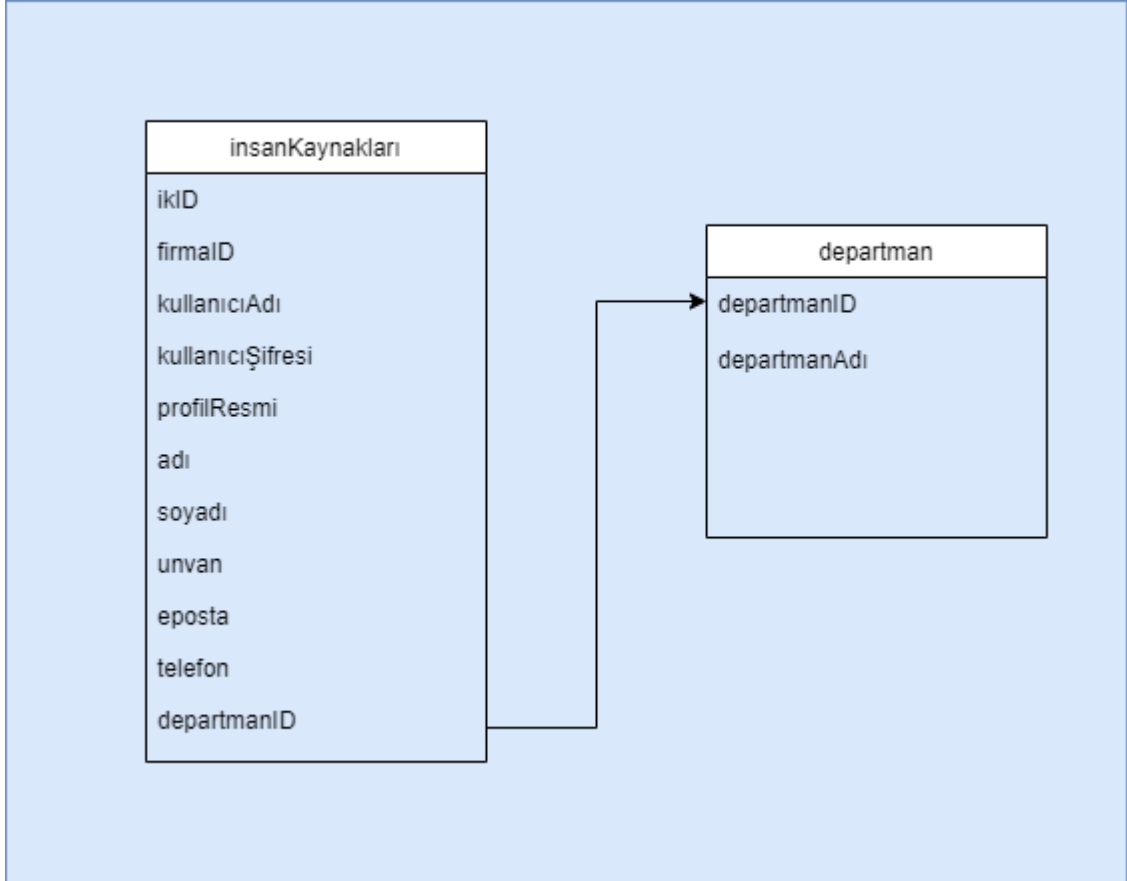 insanKaynakları
ikID
firmaID
kullanıcıAdı
kullanıcıŞifresi
profilResmi
adı
soyadı
unvan
eposta
telefon
departmanID
departman
departmanID
departmanAdı